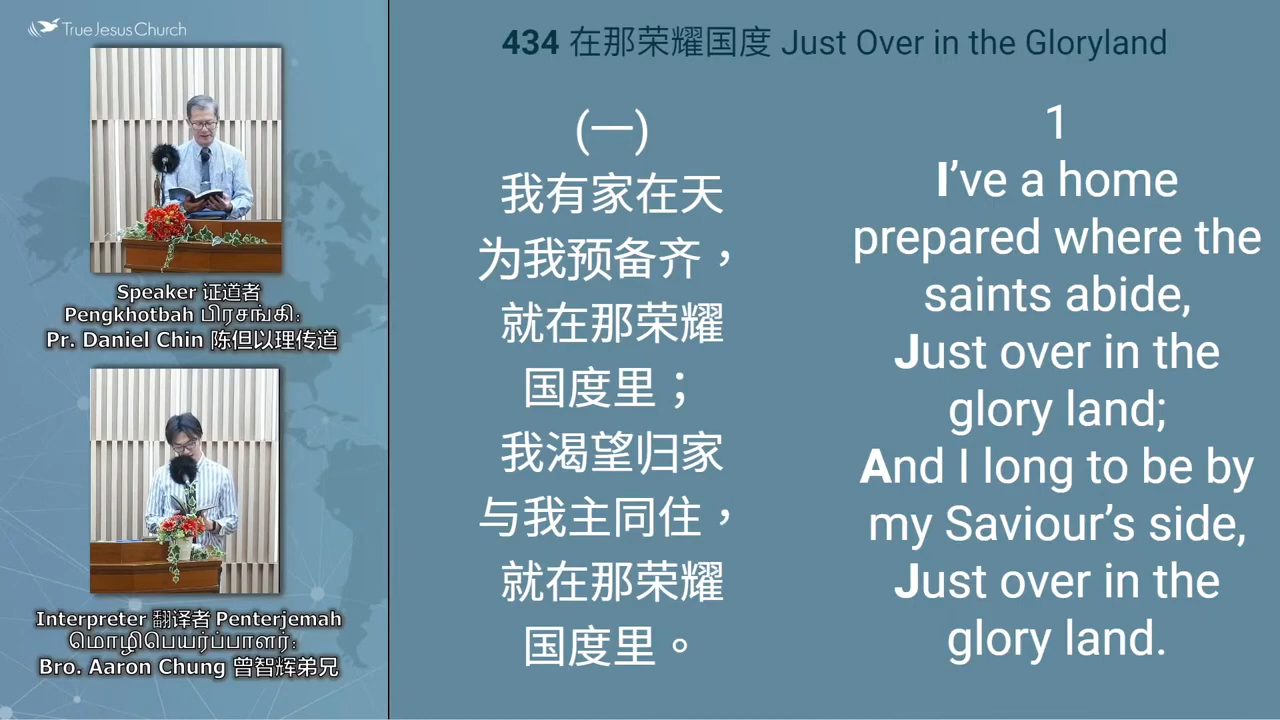 True Jesus Church
Speaker 证道者
Pengkhotbah பிரசங்கி:
Pr. Daniel Chin 陈但以理传道
Interpreter 翻译者 Penterjemah
மொழிபெயர்ப்பாளர்:
Bro. Aaron Chung 曾智辉弟兄
434 在那荣耀国度 Just Over in the Gloryland
(一)
我有家在天
为我预备齐，
就在那荣耀
国度里；
我渴望归家
与我主同住，
就在那荣耀
国度里。
1
I’ve a home
prepared where the
saints abide,
Just over in the
glory land;
And I long to be by
my Saviour’s side,
Just over in the
glory land.